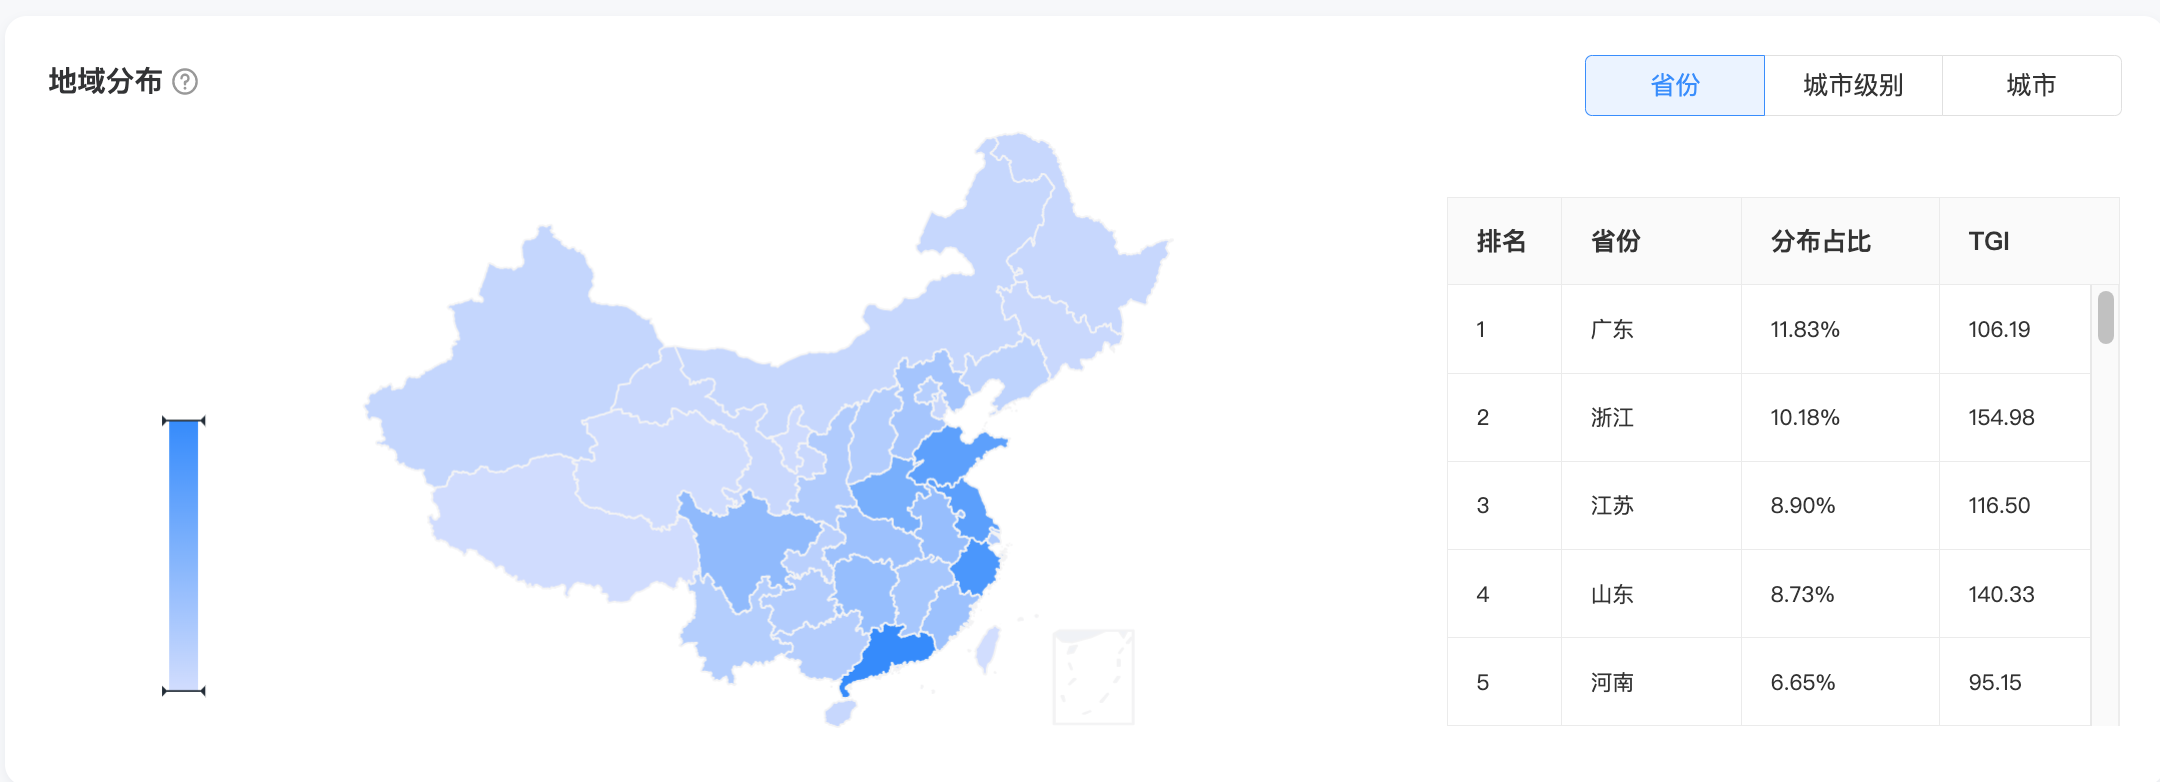 地域分布 ?
省份 城市级别 城市
排名 省份 分布占比 TGI
1 广东 11.83% 106.19
2 浙江 10.18% 154.98
3 江苏 8.90% 116.50
4 山东 8.73% 140.33
5 河南 6.65% 95.15